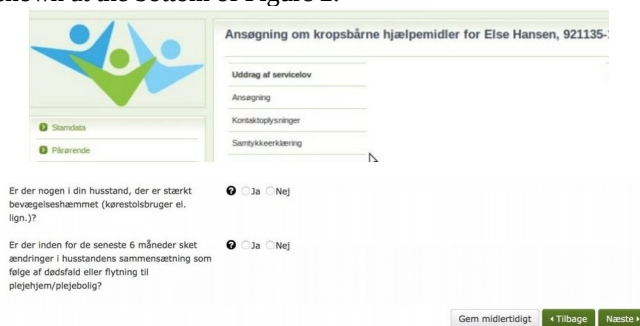 Ansøgning om kropsbårne hjælpemidler for Else Hansen, 921135-
Uddrag af servicelov
Ansøgning
Kontaktoplysninger
Samtykkeerklæring
Stamdata
Pårørende
Er der nogen i din husstand, der er stærkt
bevægelseshæmmet (kørestolsbruger el.
lign.)?
? Ja Nej
Er der inden for de seneste 6 måneder sket
ændringer i husstandens sammensætning som
følge af dødsfald eller flytning til
plejehjem/plejebolig?
? Ja Nej
Gem midlertidigt Tilbage Næste